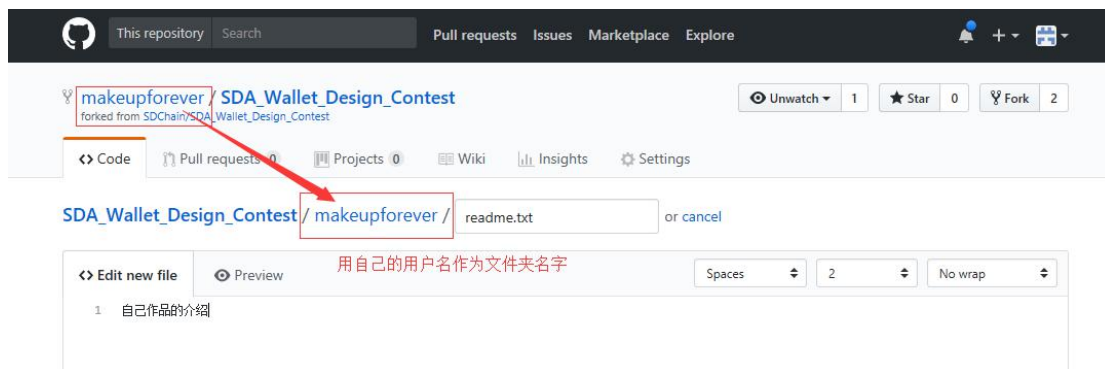 This repository Search Pull requests Issues Marketplace Explore
makeupforever / SDA_Wallet_Design_Contest Unwatch 1 Star 0 Fork 2
forked from SDChain/SDA_Wallet_Design_Contest
Code Pull requests 0 Projects 0 Wiki Insights Settings
SDA_Wallet_Design_Contest / makeupforever / readme.txt or cancel
用自己的用户名作为文件夹名字
Edit new file Preview Spaces 2 No wrap
1 自己作品的介绍